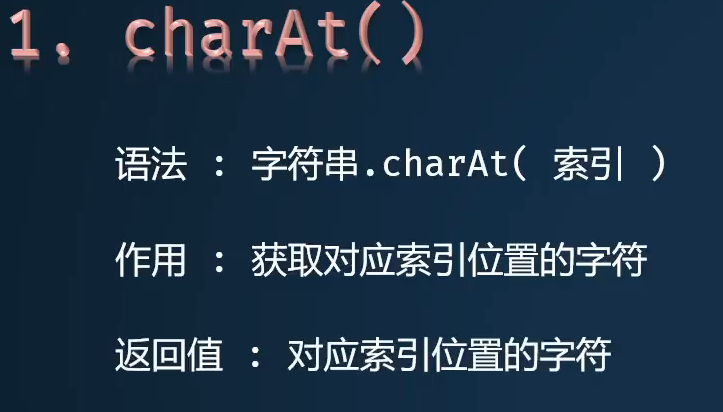 1. charAt()
语法 : 字符串.charAt( 索引 )
作用 : 获取对应索引位置的字符
返回值 : 对应索引位置的字符